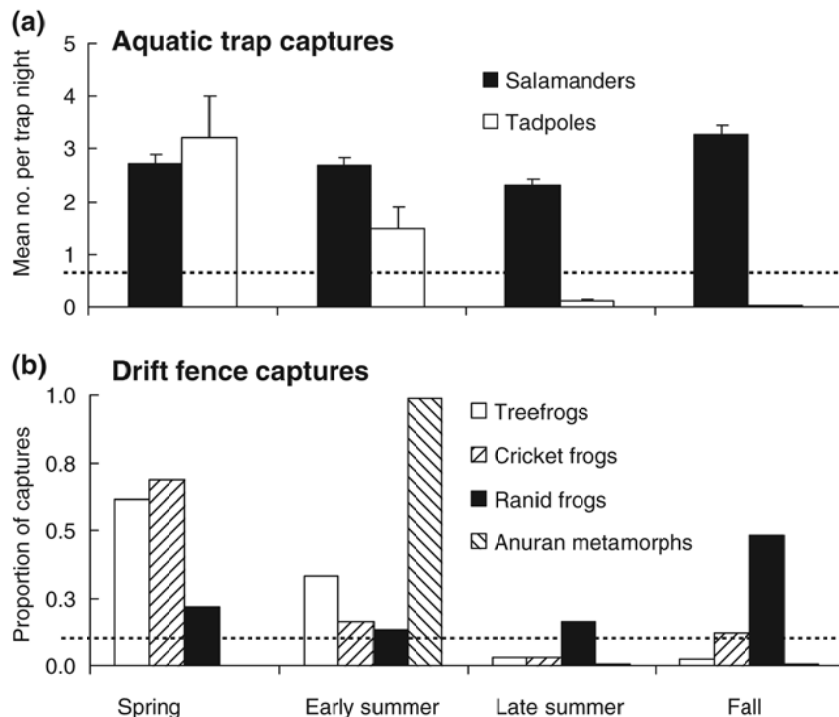 (a)
Aquatic trap captures
Mean no. per trap night
5
4
3
2
1
0
Salamanders
Tadpoles
(b)
Drift fence captures
Proportion of captures
1.0
0.8
0.5
0.3
0.0
Treefrogs
Cricket frogs
Ranid frogs
Anuran metamorphs
Spring
Early summer
Late summer
Fall